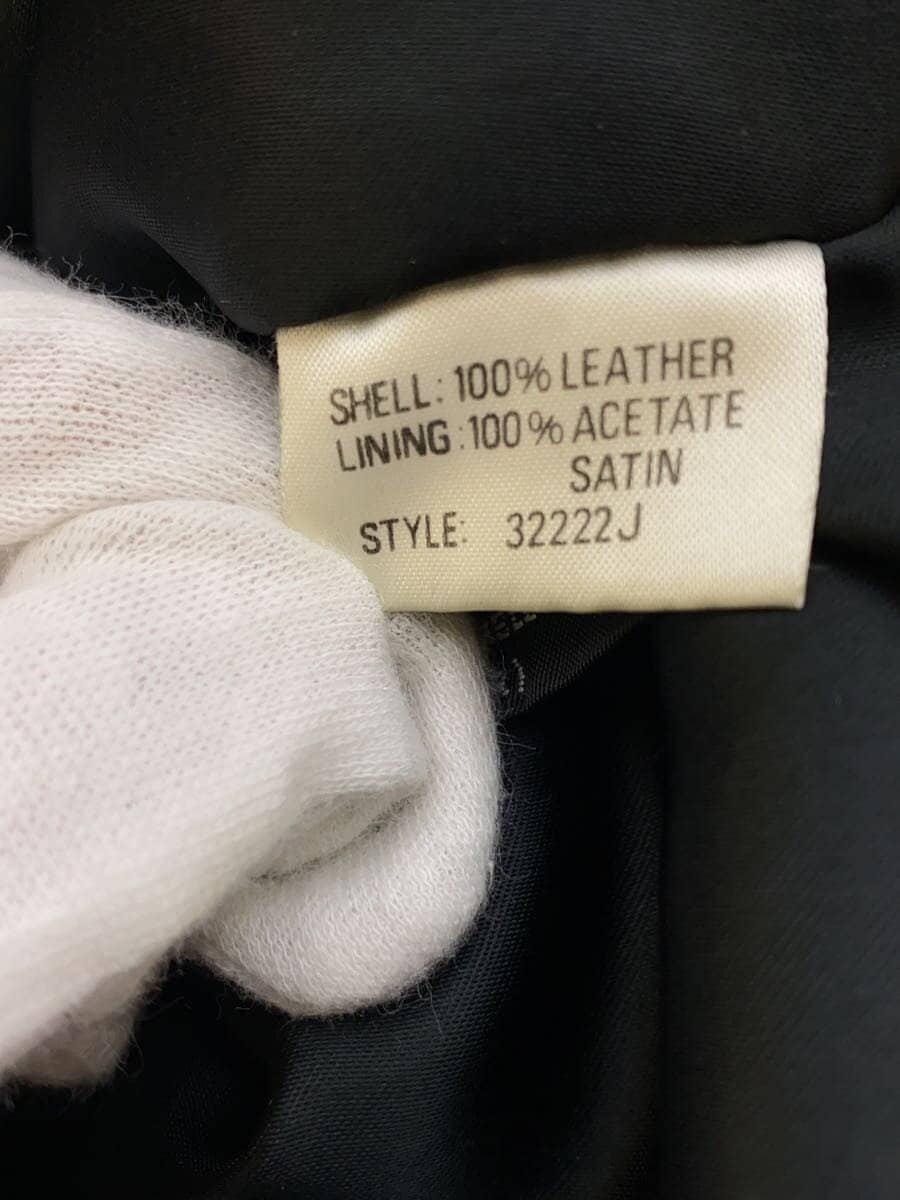 SHELL: 100% LEATHER
LINING: 100% ACETATE
SATIN
STYLE: 32222J